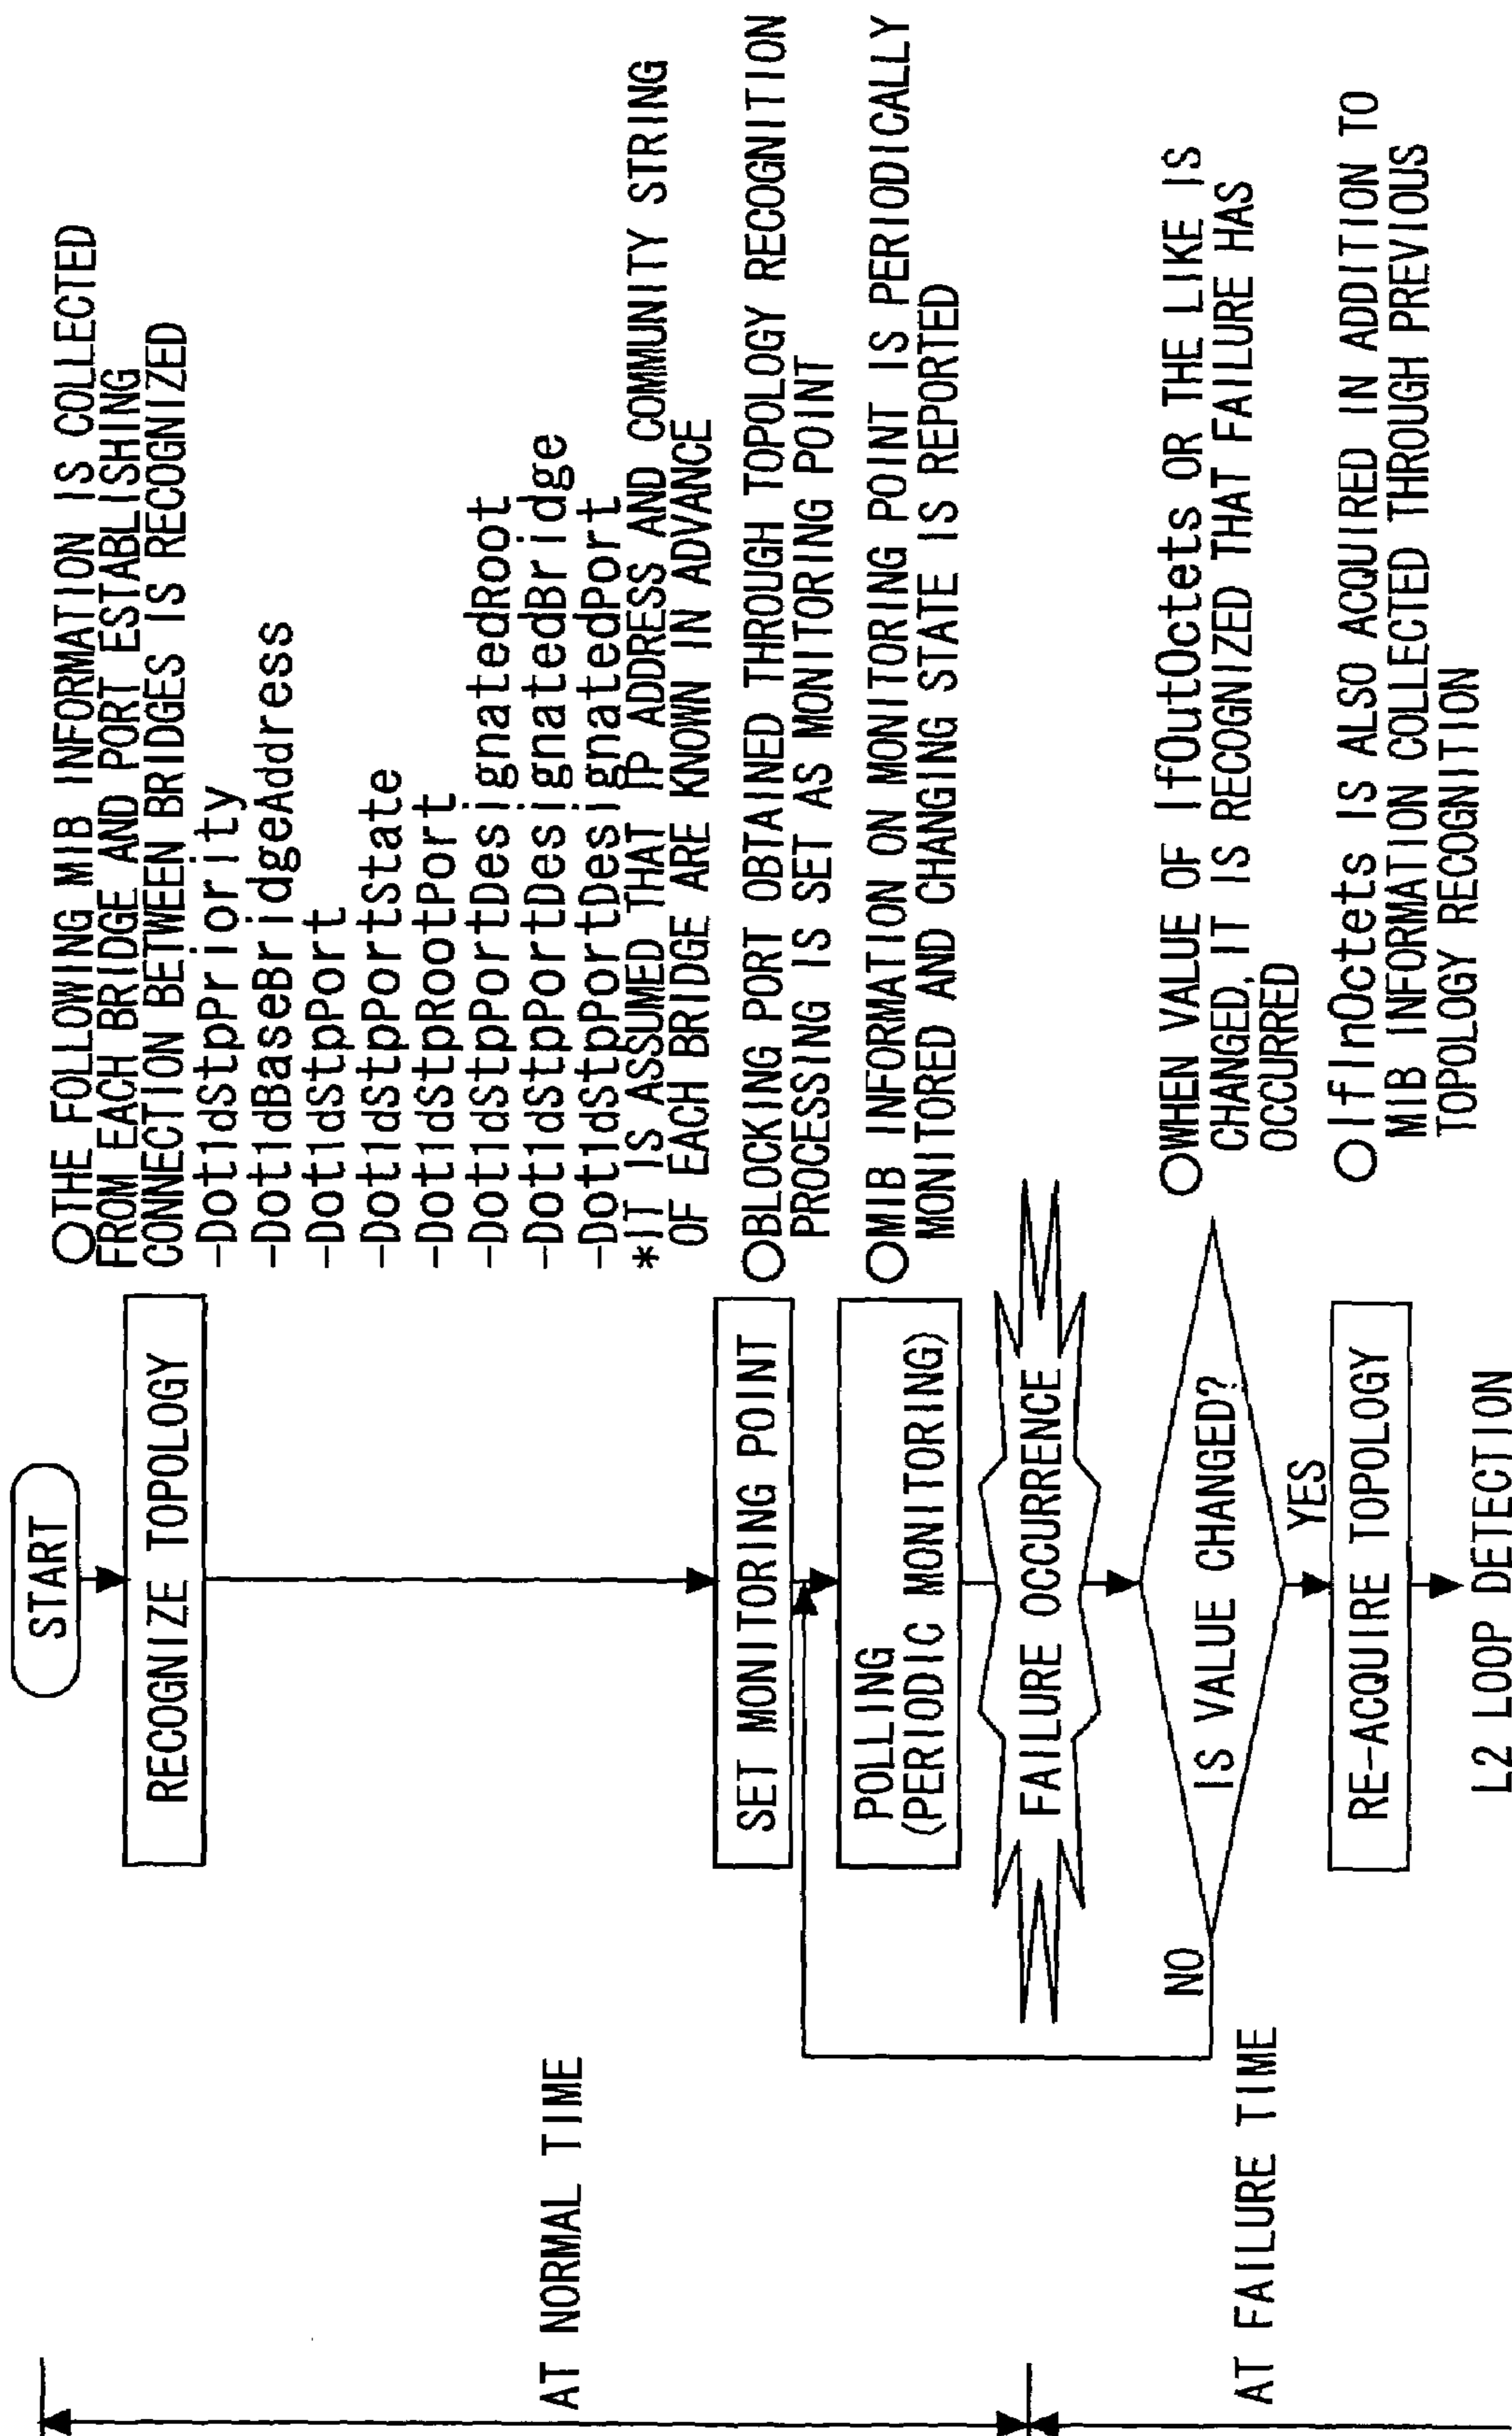 START
RECOGNIZE TOPOLOGY
○THE FOLLOWING MIB INFORMATION IS COLLECTED
FROM EACH BRIDGE AND PORT ESTABLISHING
CONNECTION BETWEEN BRIDGES IS RECOGNIZED
-Dot1dStpPriority
-Dot1dBaseBridgeAddress
-Dot1dStpPort
-Dot1dStpPortState
-Dot1dStpRootPort
-Dot1dStpPortDesignatedRoot
-Dot1dStpPortDesignatedBridge
-Dot1dStpPortDesignatedPort
*IT IS ASSUMED THAT IP ADDRESS AND COMMUNITY STRING
OF EACH BRIDGE ARE KNOWN IN ADVANCE
AT NORMAL TIME
SET MONITORING POINT
○BLOCKING PORT OBTAINED THROUGH TOPOLOGY RECOGNITION
PROCESSING IS SET AS MONITORING POINT
POLLING
(PERIODIC MONITORING)
○MIB INFORMATION ON MONITORING POINT IS PERIODICALLY
MONITORED AND CHANGING STATE IS REPORTED
FAILURE OCCURRENCE
AT FAILURE TIME
NO
IS VALUE CHANGED?
YES
○WHEN VALUE OF IfOutOctets OR THE LIKE IS
CHANGED, IT IS RECOGNIZED THAT FAILURE HAS
OCCURRED
RE-ACQUIRE TOPOLOGY
○IfInOctets IS ALSO ACQUIRED IN ADDITION TO
MIB INFORMATION COLLECTED THROUGH PREVIOUS
TOPOLOGY RECOGNITION
L2 LOOP DETECTION